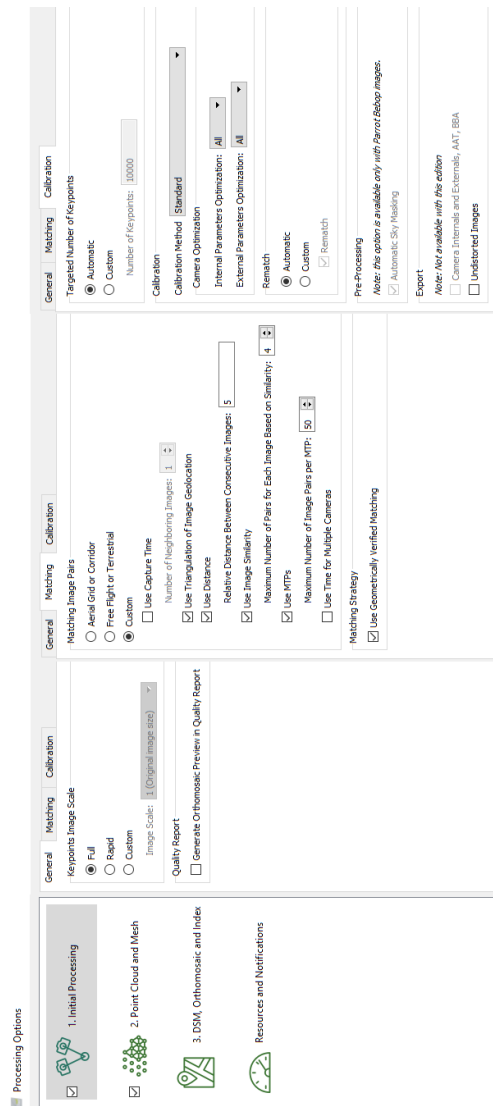 Processing Options
1. Initial Processing
2. Point Cloud and Mesh
3. DSM, Orthomosaic and Index
Resources and Notifications
General Matching Calibration
Keypoints Image Scale
Full
Rapid
Custom
Image Scale: 1 (Original image size)
Quality Report
Generate Orthomosaic Preview in Quality Report
General Matching Calibration
Matching Image Pairs
Aerial Grid or Corridor
Free Flight or Terrestrial
Custom
Use Capture Time
Number of Neighboring Images: 1
Use Triangulation of Image Geolocation
Use Distance
Relative Distance Between Consecutive Images: 5
Use Image Similarity
Maximum Number of Pairs for Each Image Based on Similarity: 4
Use MTPs
Maximum Number of Image Pairs per MTP: 50
Use Time for Multiple Cameras
Matching Strategy
Use Geometrically Verified Matching
General Matching Calibration
Targeted Number of Keypoints
Automatic
Custom
Number of Keypoints: 10000
Calibration
Calibration Method Standard
Camera Optimization
Internal Parameters Optimization: All
External Parameters Optimization: All
Rematch
Automatic
Custom
Rematch
Pre-Processing
Note: this option is available only with Parrot Bebop images.
Automatic Sky Masking
Export
Note: Not available with this edition
Camera Internals and Externals, AAT, BBA
Undistorted Images